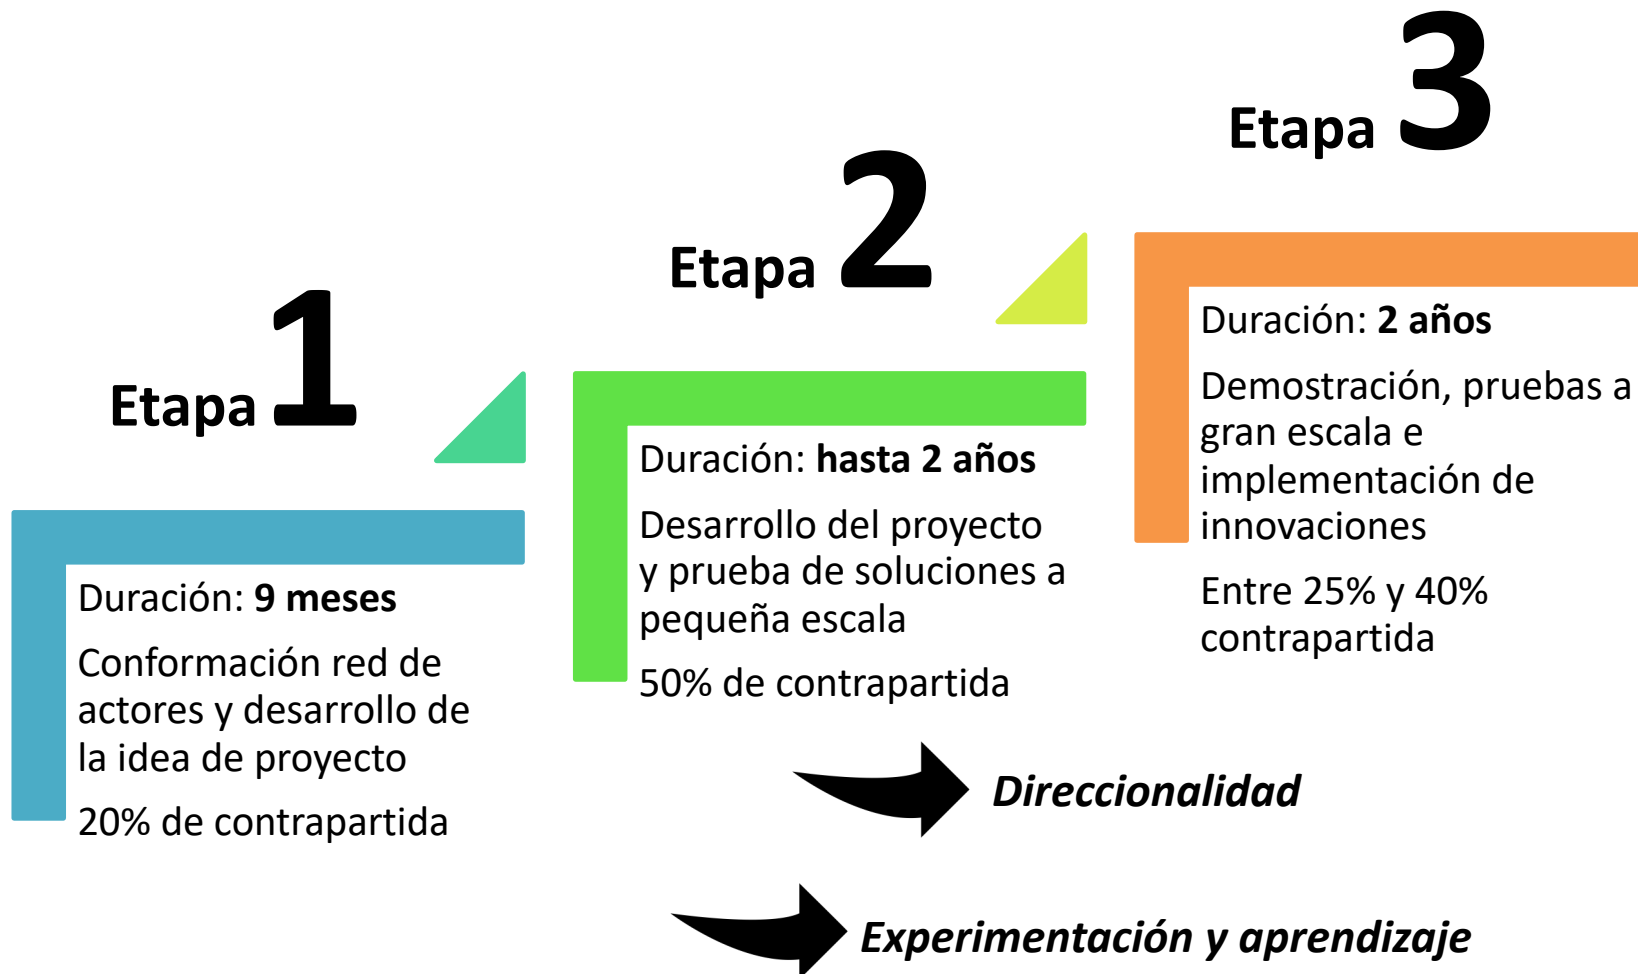 Etapa 1
Duración: 9 meses
Conformación red de
actores y desarrollo de
la idea de proyecto
20% de contrapartida
Etapa 2
Duración: hasta 2 años
Desarrollo del proyecto
y prueba de soluciones a
pequeña escala
50% de contrapartida
Etapa 3
Duración: 2 años
Demostración, pruebas a
gran escala e
implementación de
innovaciones
Entre 25% y 40%
contrapartida
Direccionalidad
Experimentación y aprendizaje